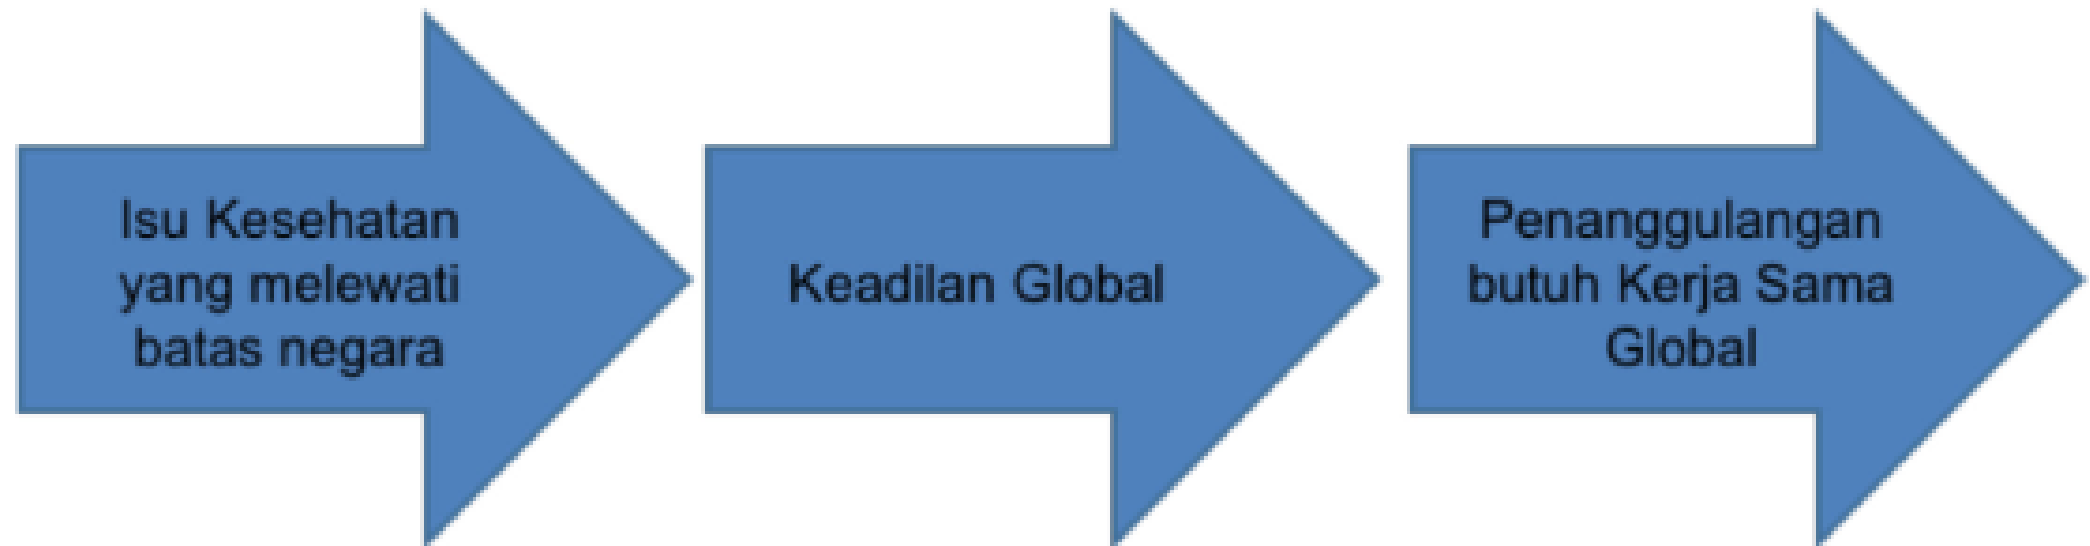 Isu Kesehatan
yang melewati
batas negara
Keadilan Global
Penanggulangan
butuh Kerja Sama
Global